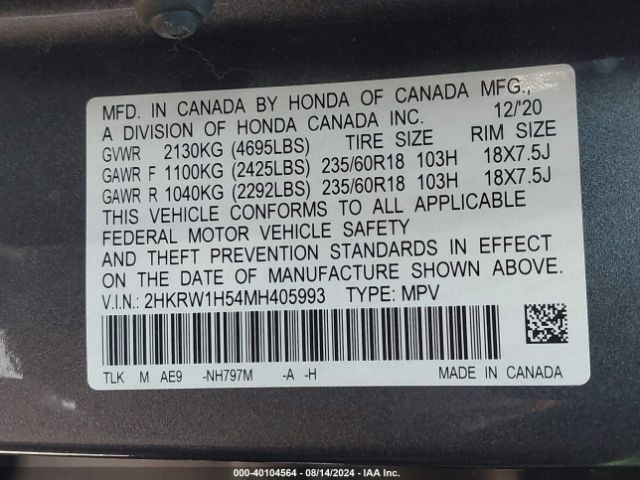 MFD. IN CANADA BY HONDA OF CANADA MFG.,
A DIVISION OF HONDA CANADA INC. 12/'20
GVWR 2130KG (4695LBS) TIRE SIZE RIM SIZE
GAWR F 1100KG (2425LBS) 235/60R18 103H 18X7.5J
GAWR R 1040KG (2292LBS) 235/60R18 103H 18X7.5J
THIS VEHICLE CONFORMS TO ALL APPLICABLE
FEDERAL MOTOR VEHICLE SAFETY
AND THEFT PREVENTION STANDARDS IN EFFECT
ON THE DATE OF MANUFACTURE SHOWN ABOVE.
V.I.N.: 2HKRW1H54MH405993 TYPE: MPV
TLK M AE9 -NH797M -A -H MADE IN CANADA
000-40104564 - 08/14/2024 - IAA Inc.